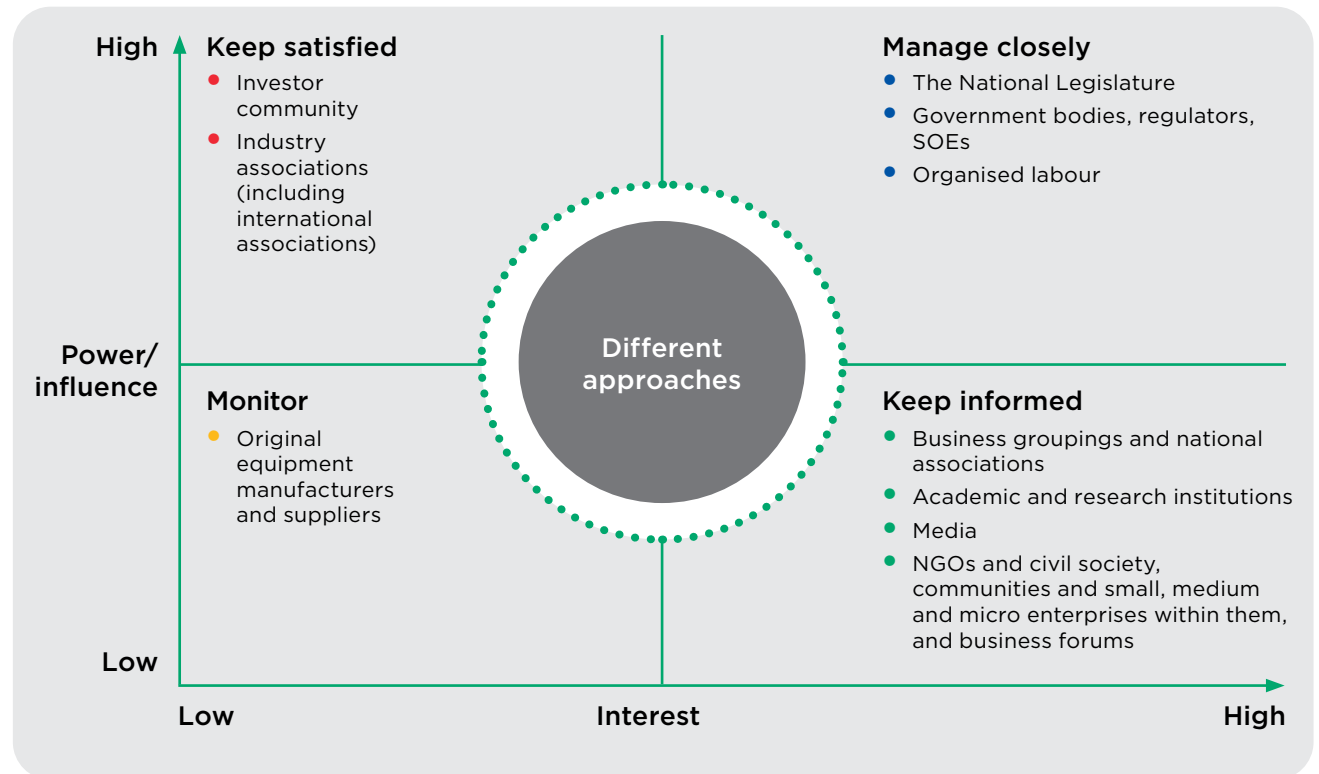 High
Keep satisfied
Investor
community
Industry
associations
(including
international
associations)
Manage closely
The National Legislature
Government bodies, regulators,
SOEs
Organised labour
Power/
influence
Different
approaches
Monitor
Original
equipment
manufacturers
and suppliers
Keep informed
Business groupings and national
associations
Academic and research institutions
Media
NGOs and civil society,
communities and small, medium
and micro enterprises within them,
and business forums
Low
Low
Interest
High